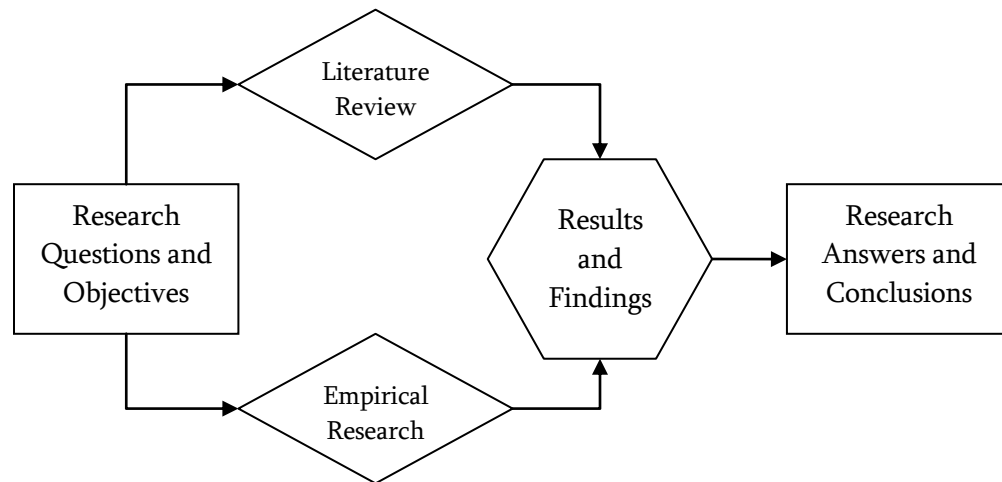 Literature
Review
Research
Questions and
Objectives
Results
and
Findings
Research
Answers and
Conclusions
Empirical
Research